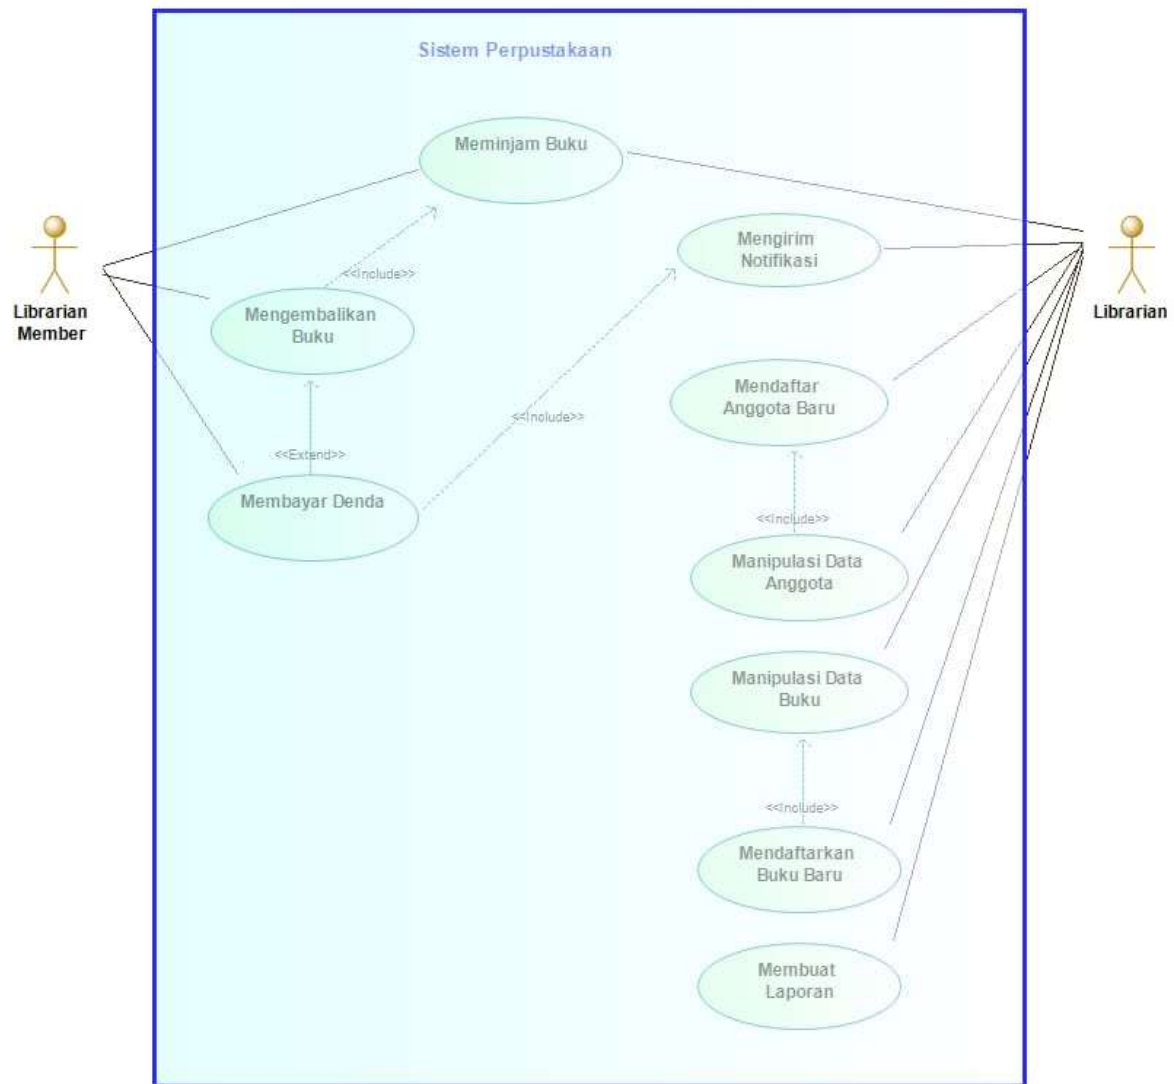 Sistem Perpustakaan
Meminjam Buku
Mengirim
Notifikasi
<<Include>>
Librarian
Member
Mengembalikan
Buku
Librarian
Mendaftar
Anggota Baru
<<Include>>
<<Extend>>
Membayar Denda
<<Include>>
Manipulasi Data
Anggota
Manipulasi Data
Buku
<<Include>>
Mendaftarkan
Buku Baru
Membuat
Laporan